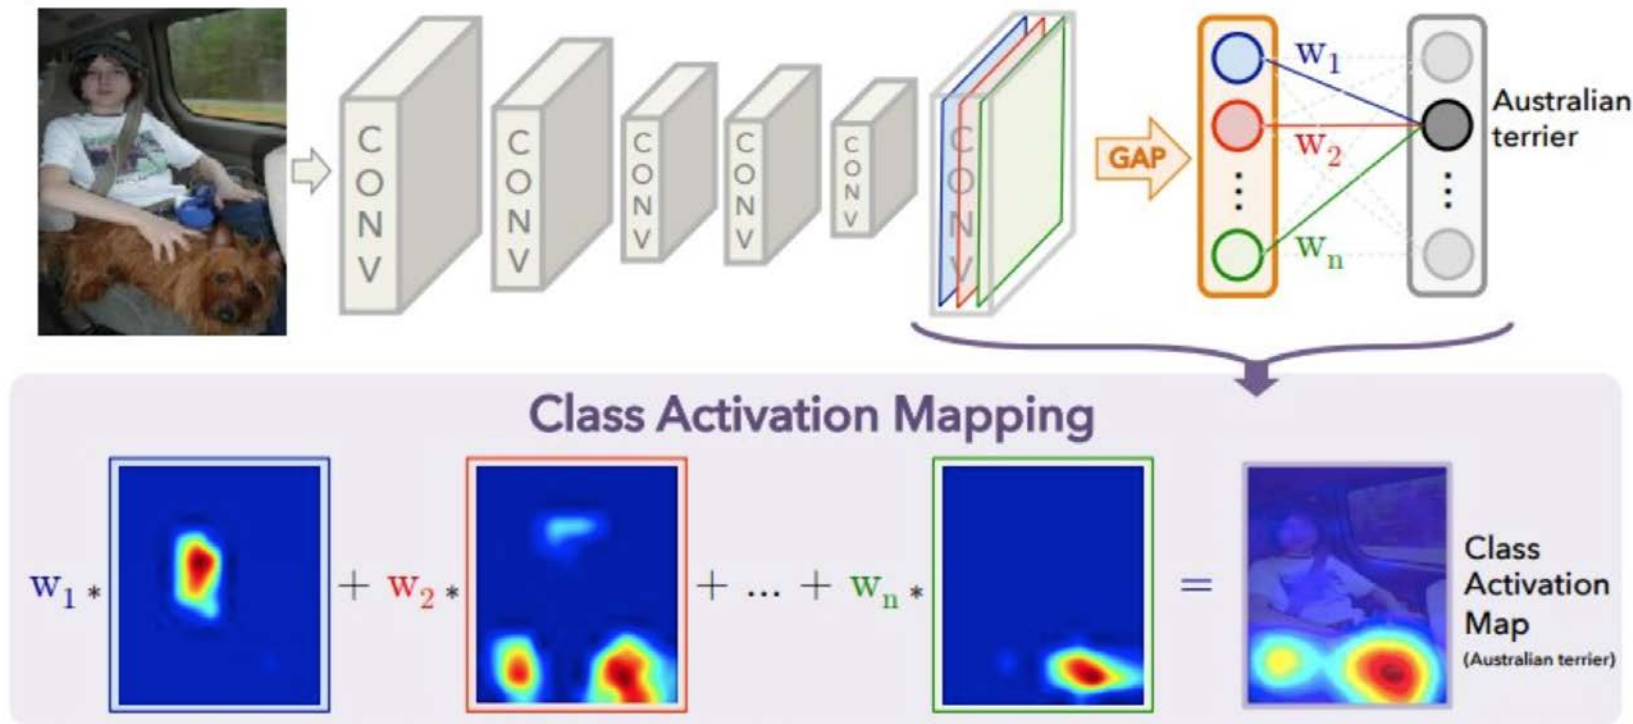 CONV
CONV
CONV
CONV
CONV
CONV
GAP
w1
w2
⋮
wn
⋮
Australian
terrier
Class Activation Mapping
w1 * + w2 * + ... + wn * =
Class
Activation
Map
(Australian terrier)